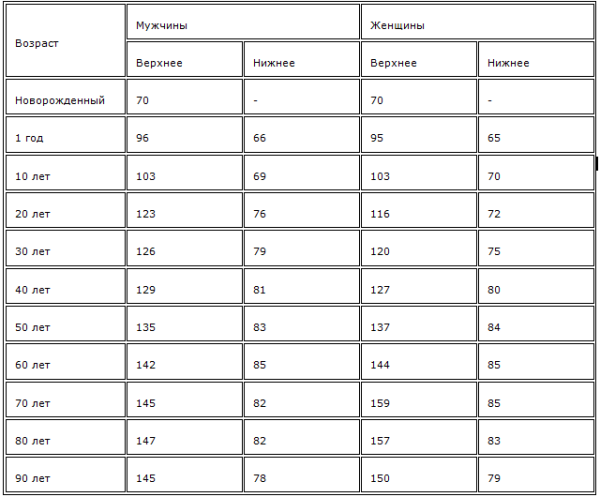 Возраст Мужчины Женщины
Верхнее Нижнее Верхнее Нижнее
Новорожденный 70 - 70 -
1 год 96 66 95 65
10 лет 103 69 103 70
20 лет 123 76 116 72
30 лет 126 79 120 75
40 лет 129 81 127 80
50 лет 135 83 137 84
60 лет 142 85 144 85
70 лет 145 82 159 85
80 лет 147 82 157 83
90 лет 145 78 150 79